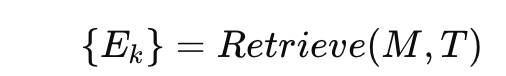 {E_k} = Retrieve(M, T)